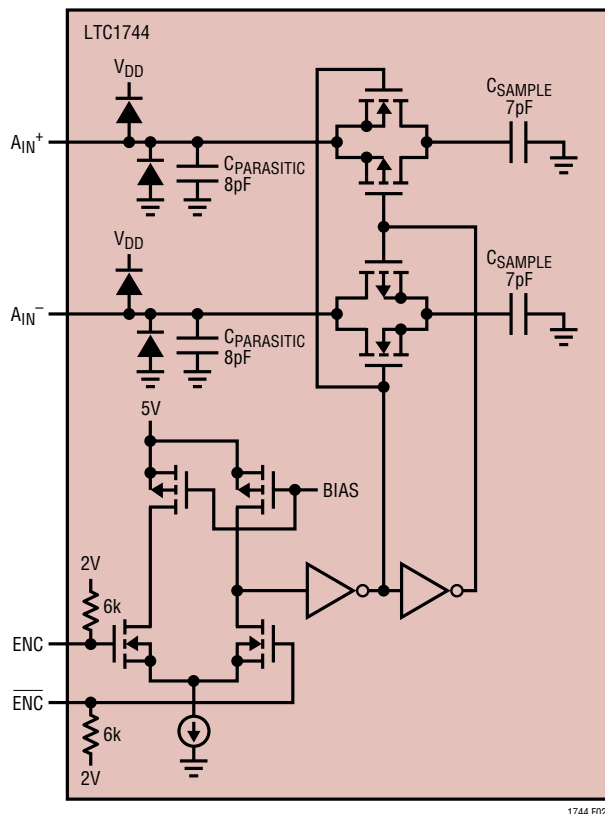 LTC1744
VDD
AIN+
CPARASITIC
8pF
CSAMPLE
7pF
VDD
AIN−
CPARASITIC
8pF
CSAMPLE
7pF
5V
BIAS
2V
6k
ENC
E̅N̅C̅
6k
2V
1744 F02